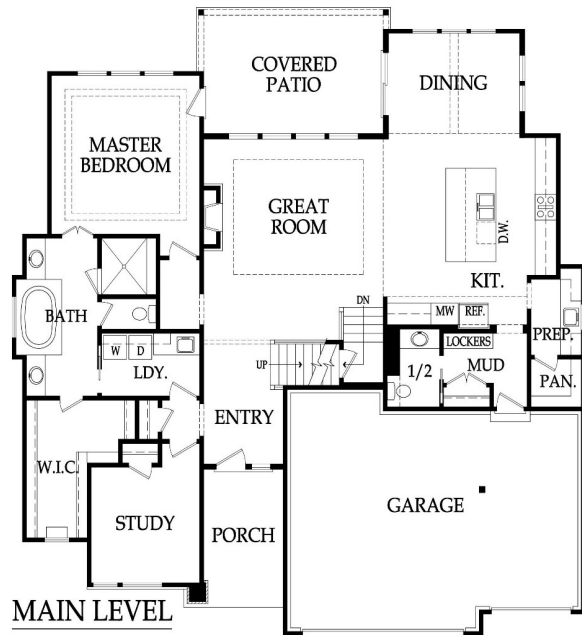 COVERED
PATIO
DINING
MASTER
BEDROOM
GREAT
ROOM
D.W.
KIT.
BATH
DN
MW
REF.
PREP.
W
D
LDY.
UP
1/2
LOCKERS
MUD
PAN.
ENTRY
W.I.C.
STUDY
PORCH
GARAGE
MAIN LEVEL